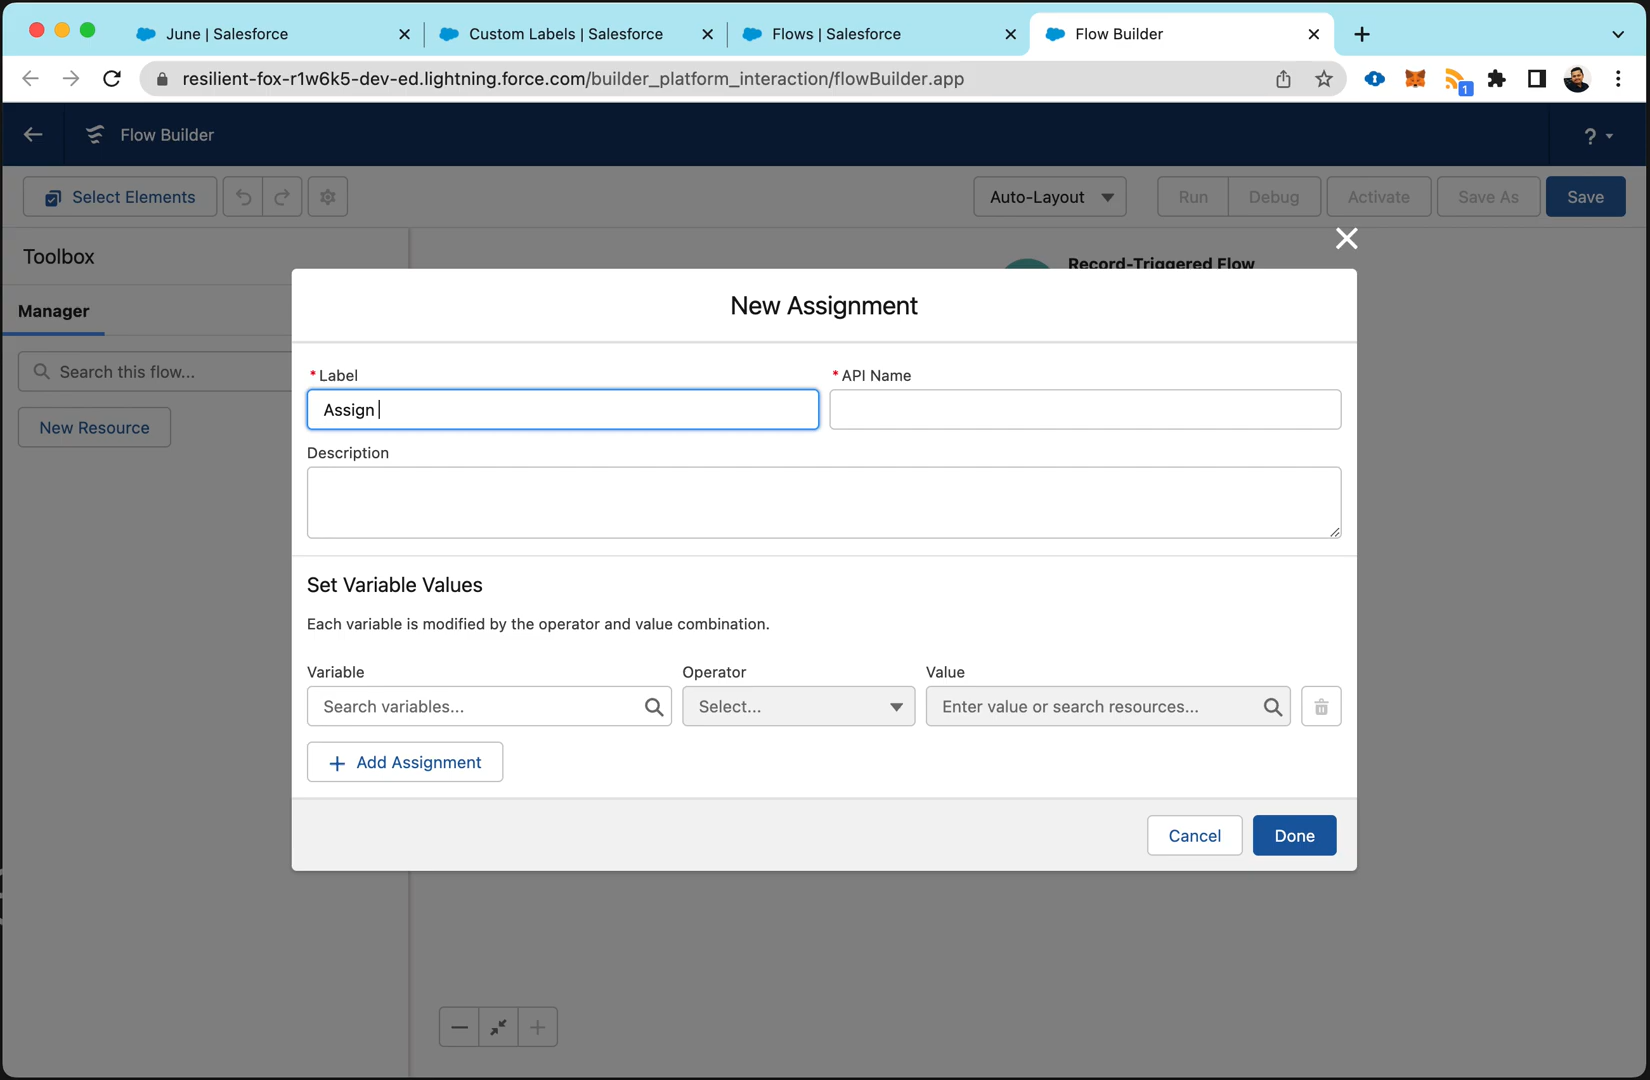 June | Salesforce
Custom Labels | Salesforce
Flows | Salesforce
Flow Builder
resilient-fox-r1w6k5-dev-ed.lightning.force.com/builder_platform_interaction/flowBuilder.app
1
Flow Builder
?
Select Elements
Auto-Layout
Run
Debug
Activate
Save As
Save
Toolbox
Record-Triggered Flow
Manager
New Assignment
Search this flow...
* Label
* API Name
Assign
New Resource
Description
Set Variable Values
Each variable is modified by the operator and value combination.
Variable
Operator
Value
Search variables...
Select...
Enter value or search resources...
+ Add Assignment
Cancel
Done